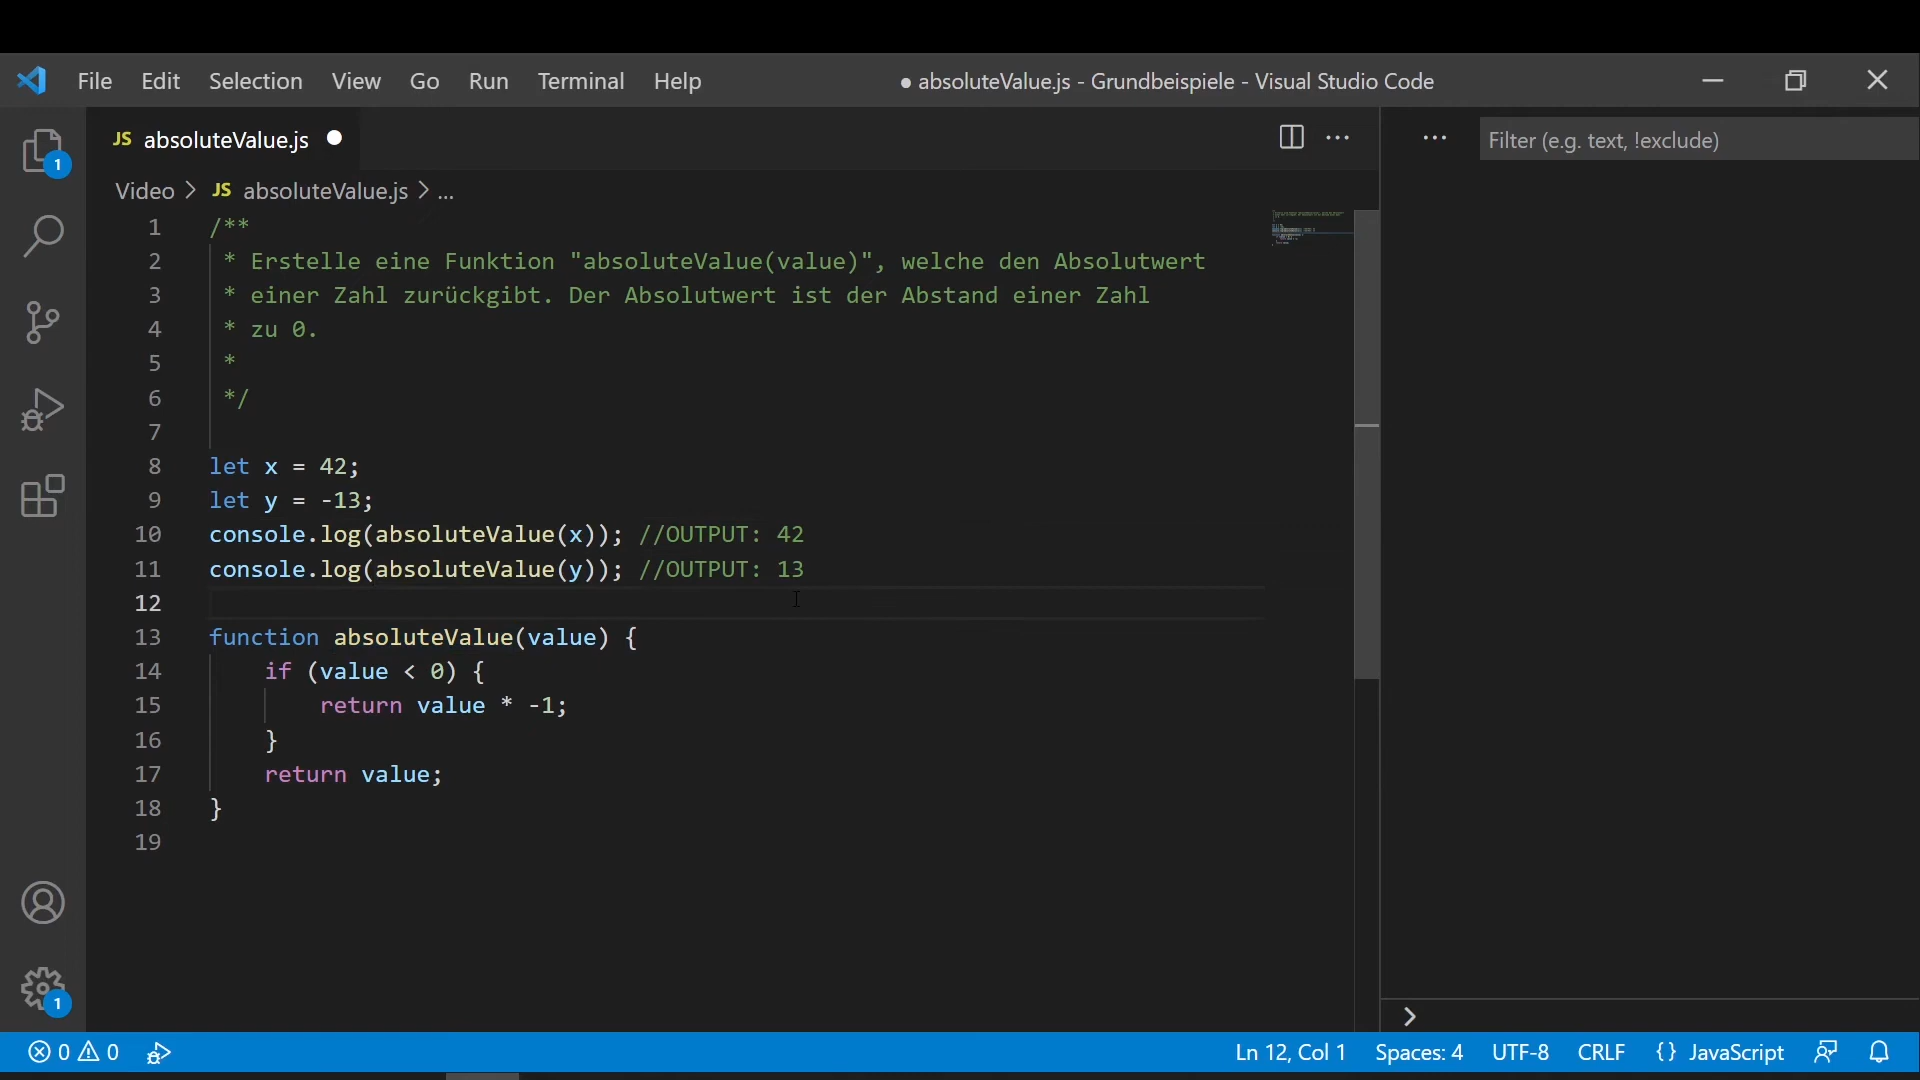 File Edit Selection View Go Run Terminal Help ● absoluteValue.js - Grundbeispiele - Visual Studio Code
JS absoluteValue.js ● ... ... Filter (e.g. text, !exclude)
Video > JS absoluteValue.js > ...
1 /**
2 * Erstelle eine Funktion "absoluteValue(value)", welche den Absolutwert
3 * einer Zahl zurückgibt. Der Absolutwert ist der Abstand einer Zahl
4 * zu 0.
5 *
6 */
7
8 let x = 42;
9 let y = -13;
10 console.log(absoluteValue(x)); //OUTPUT: 42
11 console.log(absoluteValue(y)); //OUTPUT: 13
12
13 function absoluteValue(value) {
14 if (value < 0) {
15 return value * -1;
16 }
17 return value;
18 }
19
1
1
0 0 Ln 12, Col 1 Spaces: 4 UTF-8 CRLF {} JavaScript